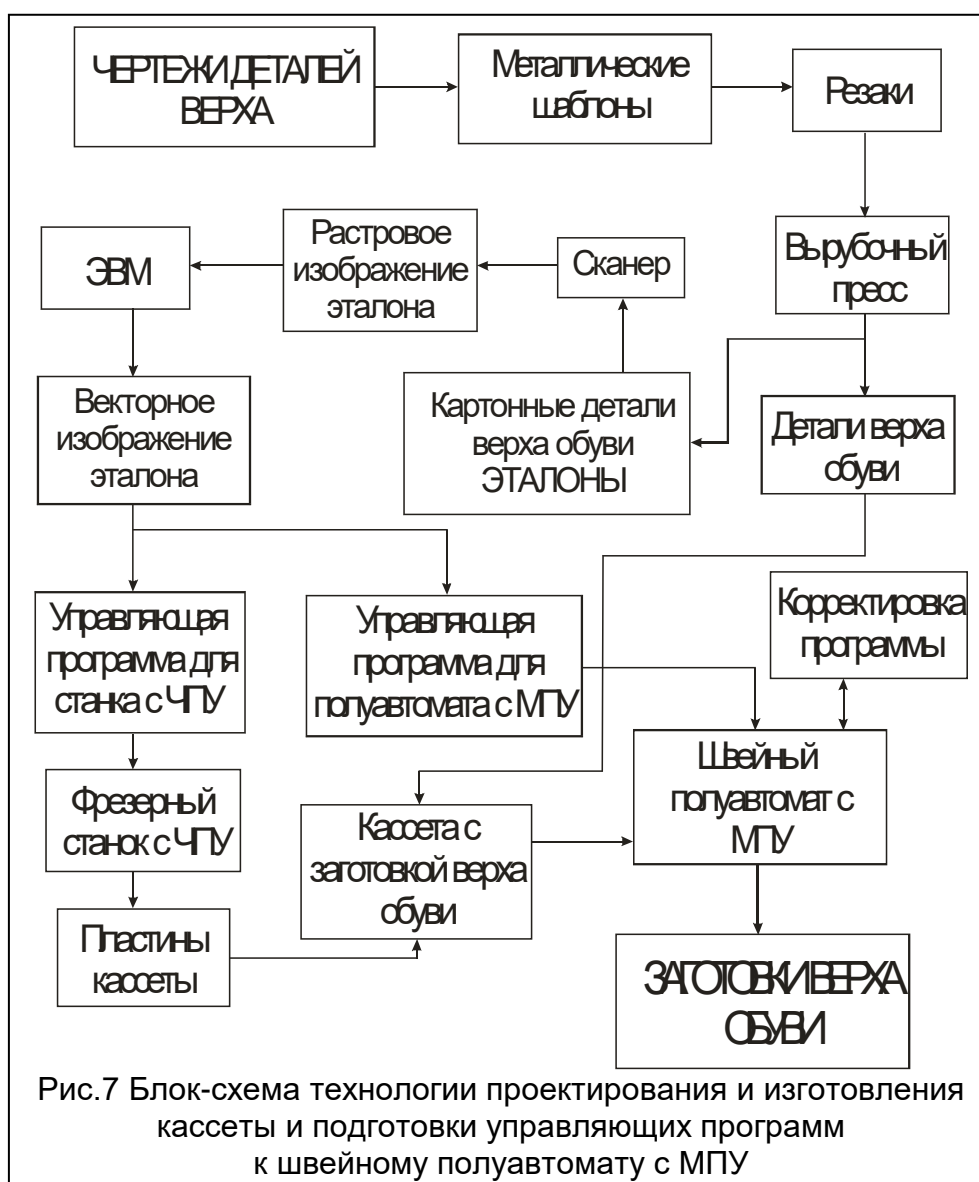 ЧЕРТЕЖИ ДЕТАЛЕЙ
ВЕРХА
Металлические
шаблоны
Резаки
Вырубочный
пресс
Сканер
Растровое
изображение
эталона
ЭВМ
Векторное
изображение
эталона
Картонные детали
верха обуви
ЭТАЛОНЫ
Детали верха
обуви
Управляющая
программа для
станка с ЧПУ
Управляющая
программа для
полуавтомата с МПУ
Корректировка
программы
Фрезерный
станок с ЧПУ
Кассета с
заготовкой верха
обуви
Швейный
полуавтомат с
МПУ
Пластины
кассеты
ЗАГОТОВКИ ВЕРХА
ОБУВИ
Рис.7 Блок-схема технологии проектирования и изготовления
кассеты и подготовки управляющих программ
к швейному полуавтомату с МПУ